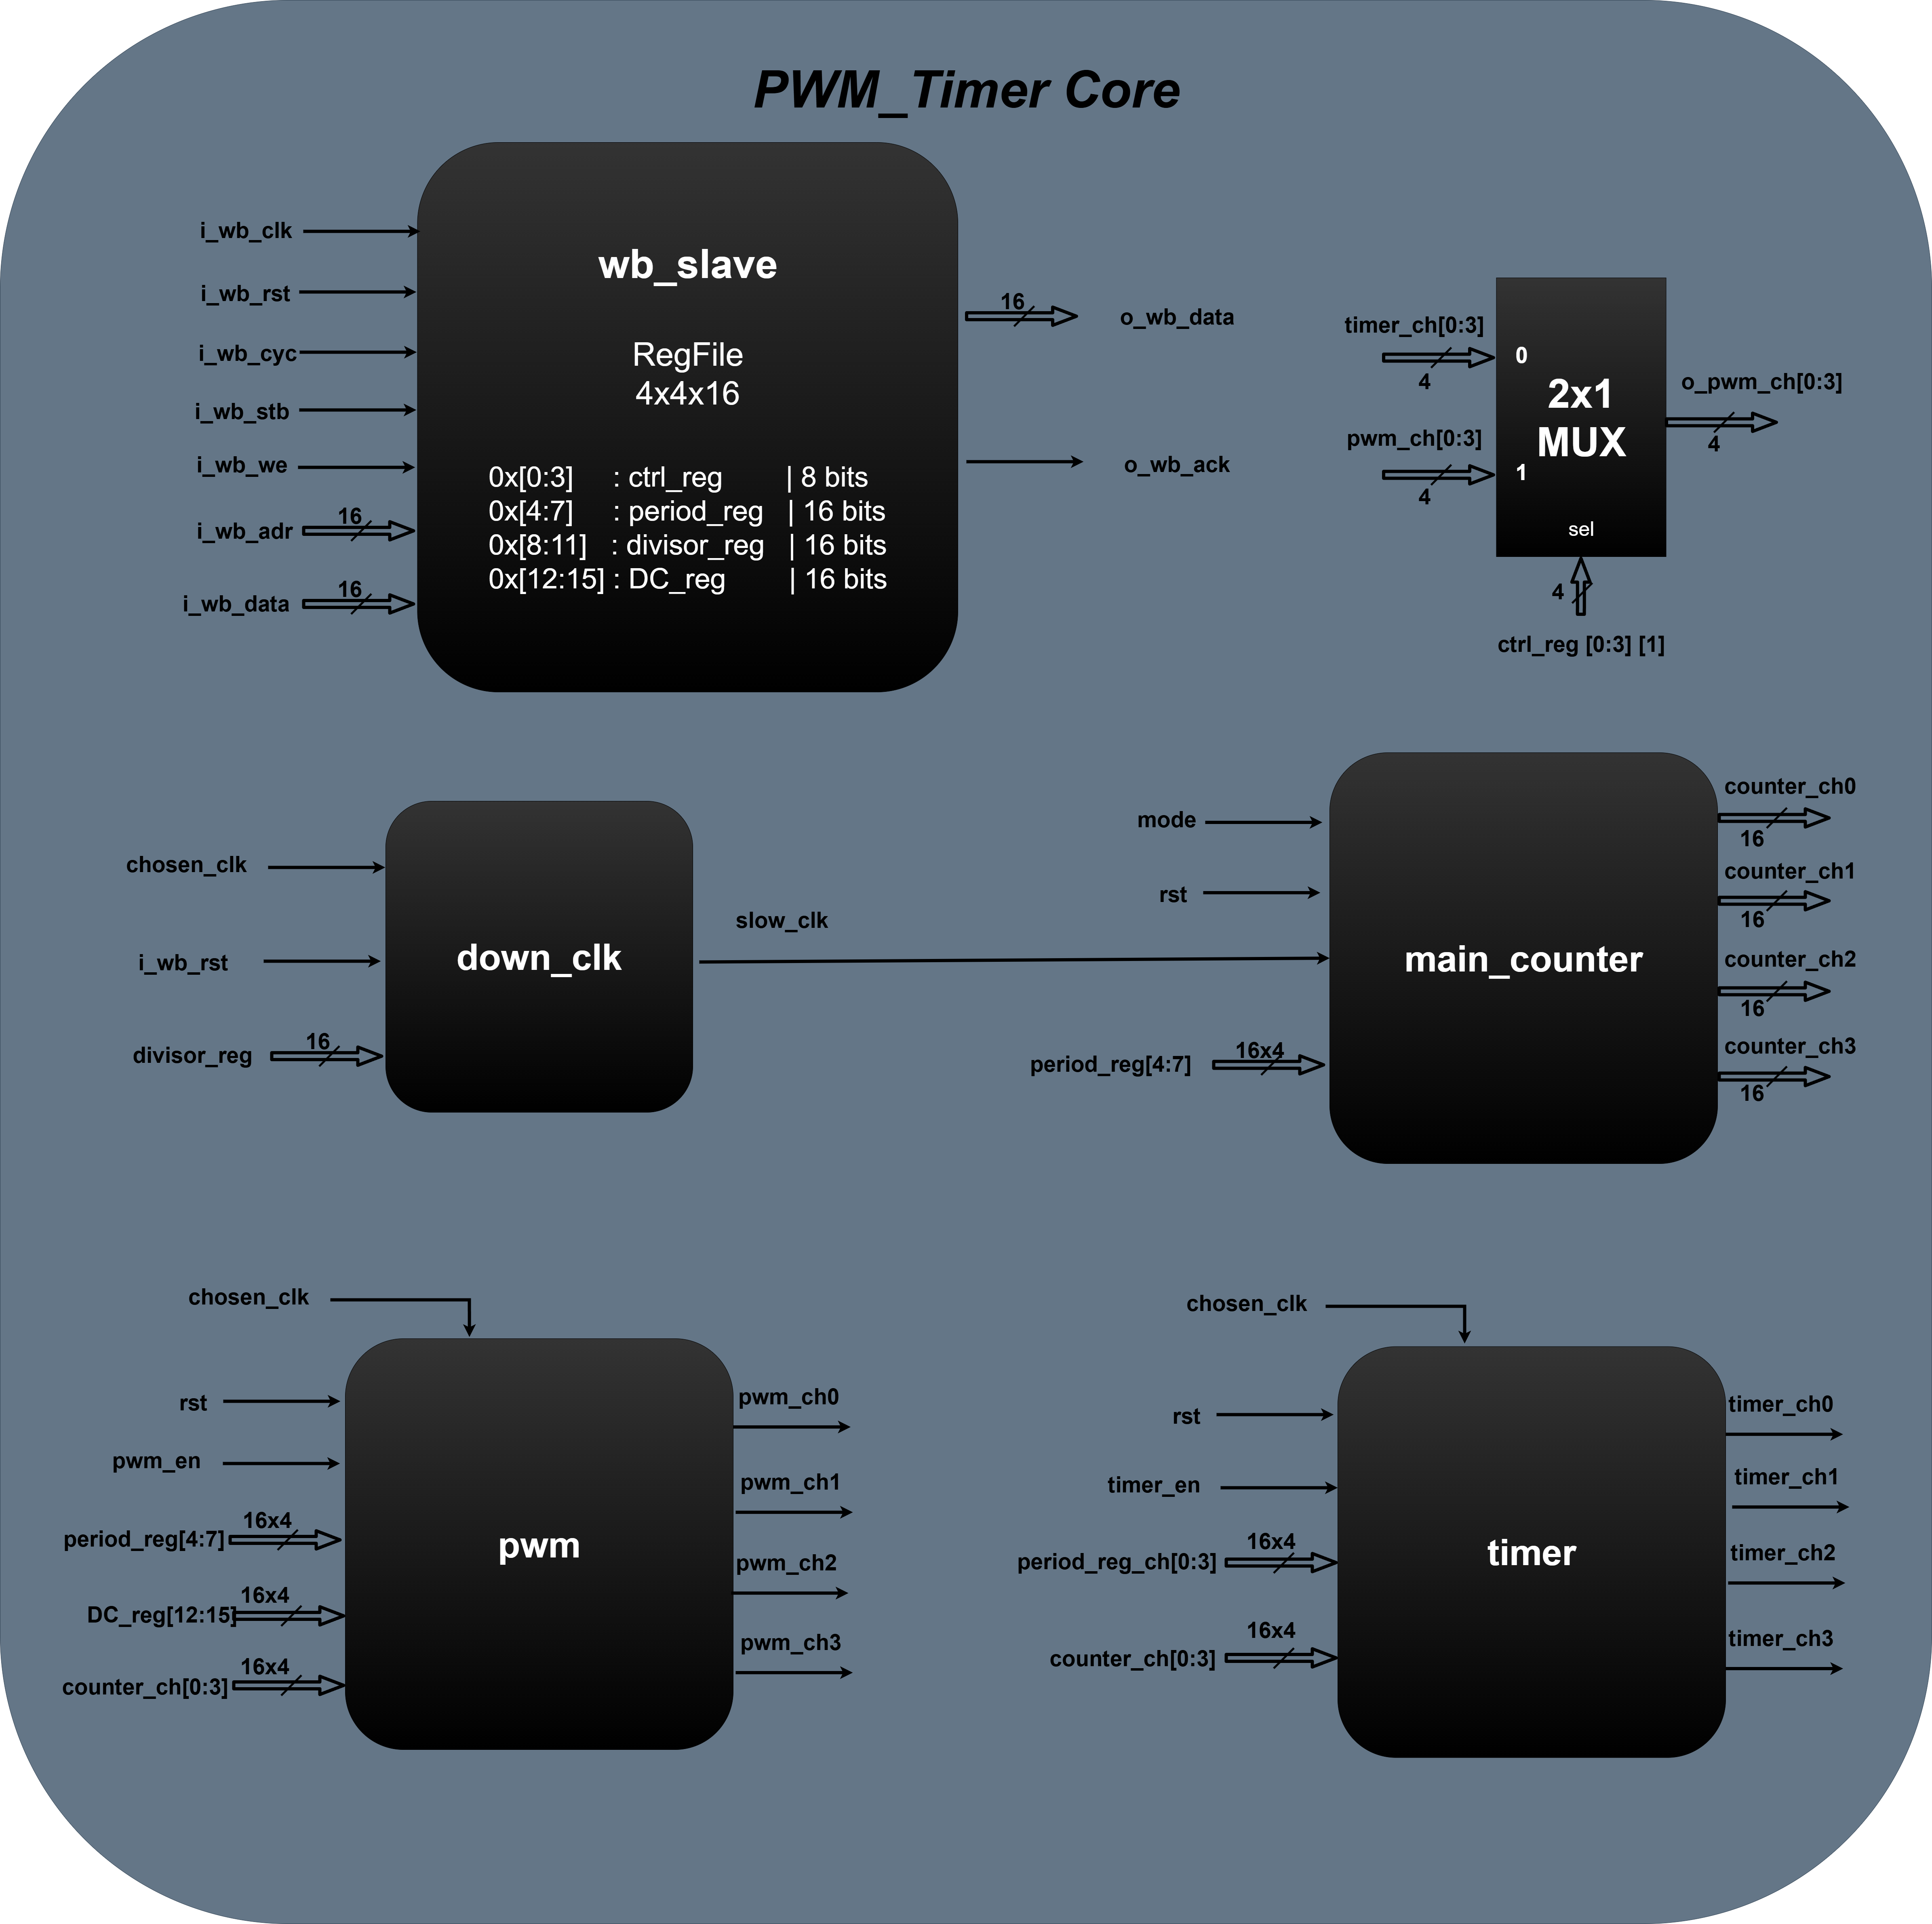 PWM_Timer Core
i_wb_clk
i_wb_rst
i_wb_cyc
i_wb_stb
i_wb_we
i_wb_adr
16
i_wb_data
16
wb_slave
RegFile
4x4x16
0x[0:3] : ctrl_reg | 8 bits
0x[4:7] : period_reg | 16 bits
0x[8:11] : divisor_reg | 16 bits
0x[12:15] : DC_reg | 16 bits
16
o_wb_data
o_wb_ack
timer_ch[0:3]
4
pwm_ch[0:3]
4
0
2x1
MUX
1
sel
o_pwm_ch[0:3]
4
4
ctrl_reg [0:3] [1]
chosen_clk
i_wb_rst
divisor_reg
16
down_clk
slow_clk
mode
rst
period_reg[4:7]
16x4
main_counter
counter_ch0
16
counter_ch1
16
counter_ch2
16
counter_ch3
16
chosen_clk
rst
pwm_en
period_reg[4:7]
16x4
DC_reg[12:15]
16x4
counter_ch[0:3]
16x4
pwm
pwm_ch0
pwm_ch1
pwm_ch2
pwm_ch3
chosen_clk
rst
timer_en
period_reg_ch[0:3]
16x4
counter_ch[0:3]
16x4
timer
timer_ch0
timer_ch1
timer_ch2
timer_ch3